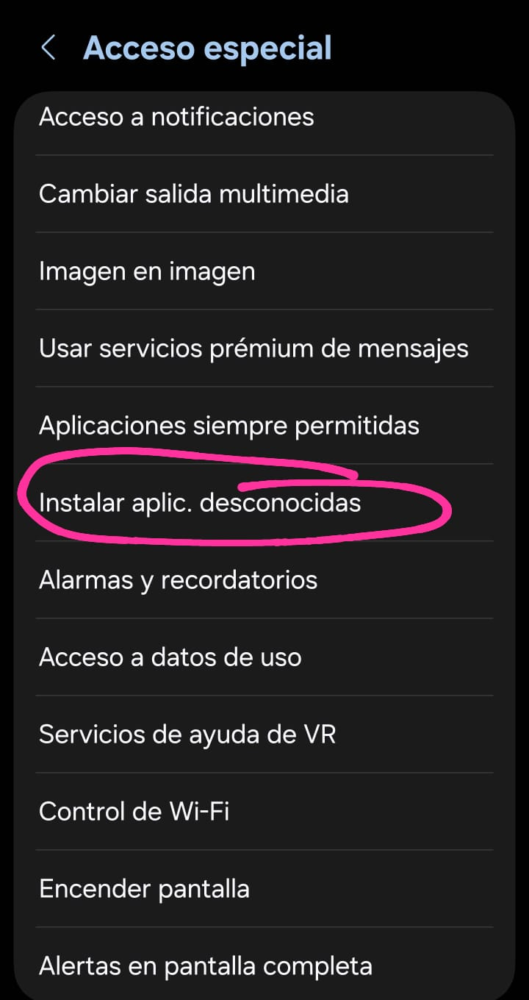 Acceso especial
Acceso a notificaciones
Cambiar salida multimedia
Imagen en imagen
Usar servicios prémium de mensajes
Aplicaciones siempre permitidas
Instalar aplic. desconocidas
Alarmas y recordatorios
Acceso a datos de uso
Servicios de ayuda de VR
Control de Wi-Fi
Encender pantalla
Alertas en pantalla completa